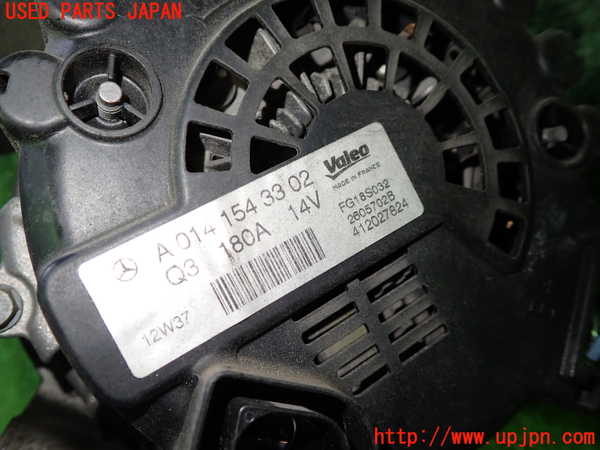 USED PARTS JAPAN
A 014 154 33 02
Q3 180A 14V
12W37
Valeo
MADE IN FRANCE
FG18S032
2605702B
412027824
http://www.upjpn.com/